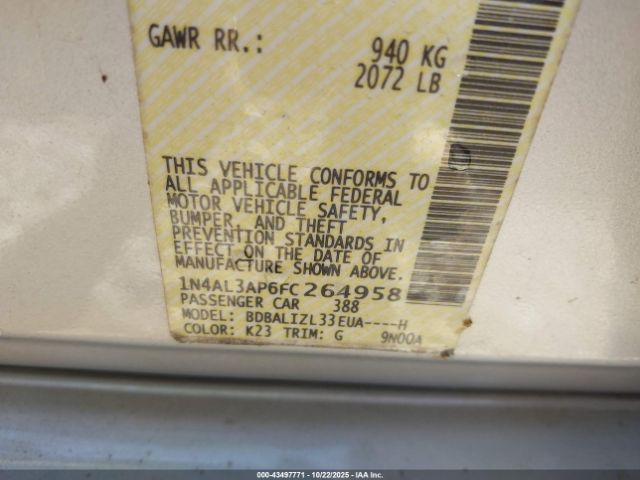 GAWR RR.: 940 KG
2072 LB
THIS VEHICLE CONFORMS TO
ALL APPLICABLE FEDERAL
MOTOR VEHICLE SAFETY,
BUMPER, AND THEFT
PREVENTION STANDARDS IN
EFFECT ON THE DATE OF
MANUFACTURE SHOWN ABOVE.
1N4AL3AP6FC264958
PASSENGER CAR 388
MODEL: BDBALIZL33EUA----H
COLOR: K23 TRIM: G 9N00A
000-43497771 - 10/22/2025 - IAA Inc.